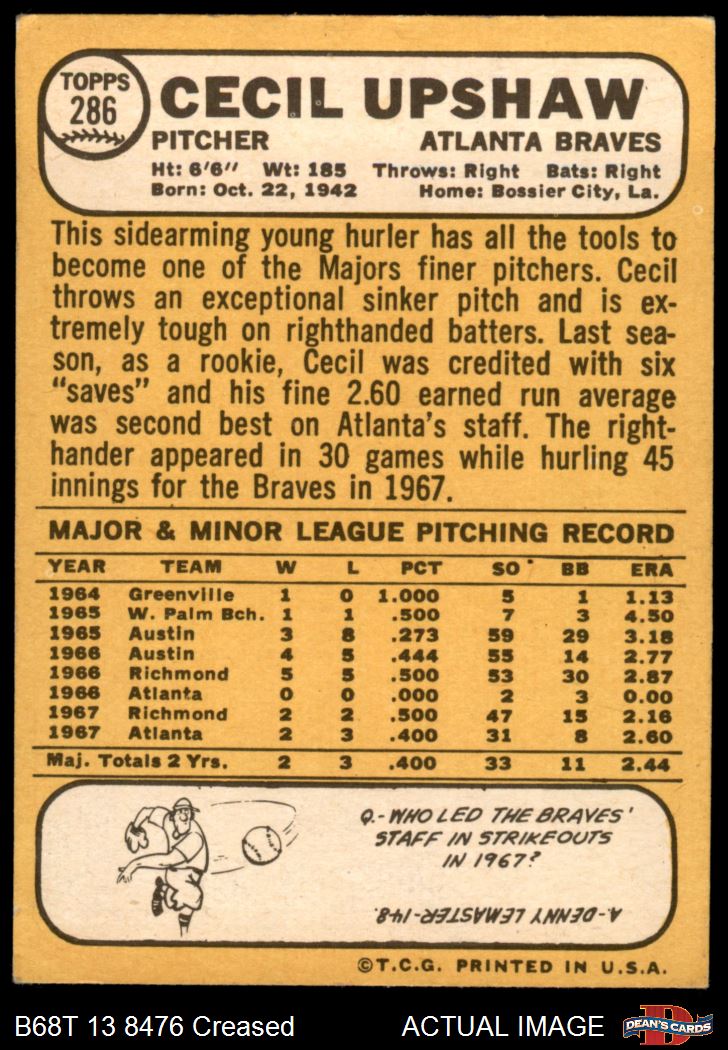 TOPPS
286
CECIL UPSHAW
PITCHER ATLANTA BRAVES
Ht: 6'6" Wt: 185 Throws: Right Bats: Right
Born: Oct. 22, 1942 Home: Bossier City, La.
This sidearming young hurler has all the tools to
become one of the Majors finer pitchers. Cecil
throws an exceptional sinker pitch and is ex-
tremely tough on righthanded batters. Last sea-
son, as a rookie, Cecil was credited with six
"saves" and his fine 2.60 earned run average
was second best on Atlanta's staff. The right-
hander appeared in 30 games while hurling 45
innings for the Braves in 1967.
MAJOR & MINOR LEAGUE PITCHING RECORD
YEAR TEAM W L PCT SO BB ERA
1964 Greenville 1 0 1.000 5 1 1.13
1965 W. Palm Bch. 1 1 .500 7 3 4.50
1965 Austin 3 8 .273 59 29 3.18
1966 Austin 4 5 .444 55 14 2.77
1966 Richmond 5 5 .500 53 30 2.87
1966 Atlanta 0 0 .000 2 3 0.00
1967 Richmond 2 2 .500 47 15 2.16
1967 Atlanta 2 3 .400 31 8 2.60
Maj. Totals 2 Yrs. 2 3 .400 33 11 2.44
Q.-WHO LED THE BRAVES'
STAFF IN STRIKEOUTS
IN 1967?
A.-DENNY LEMASTER-148.
©T.C.G. PRINTED IN U.S.A.
B68T 13 8476 Creased ACTUAL IMAGE
D
DEAN'S CARDS